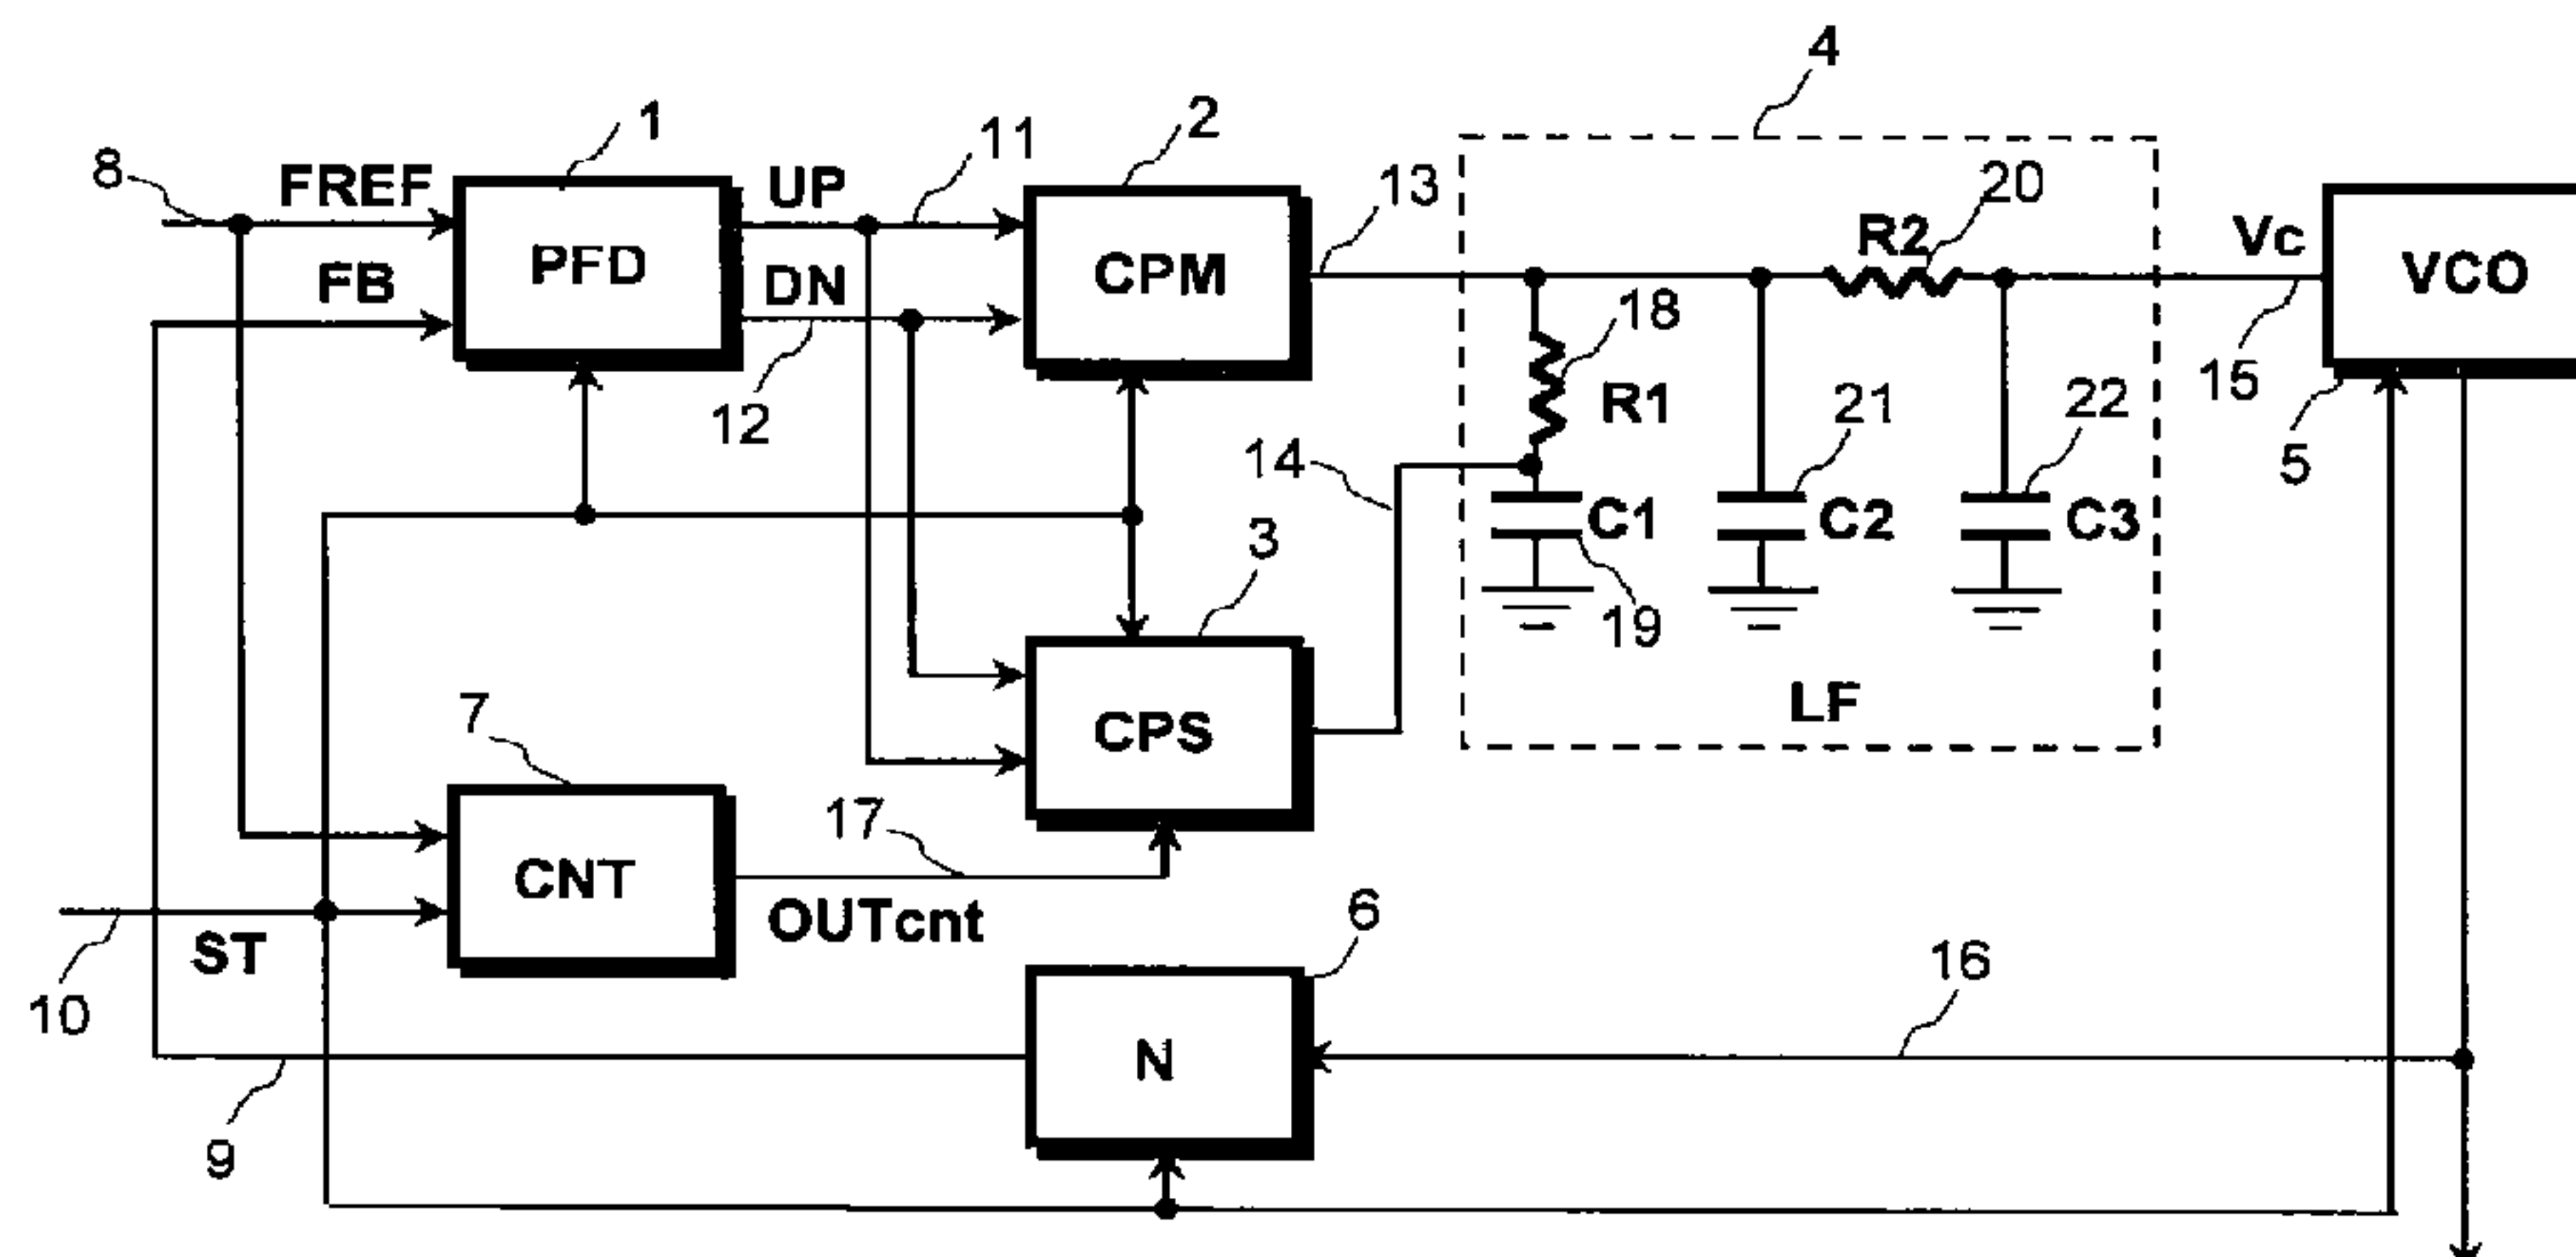 4
1
2
11
8
FREF
UP
13
20
R2
Vc
FB
PFD
DN
CPM
VCO
18
12
R1
21
22
15
14
5
3
C1
C2
C3
19
7
CPS
LF
17
CNT
OUTcnt
6
ST
16
10
N
9